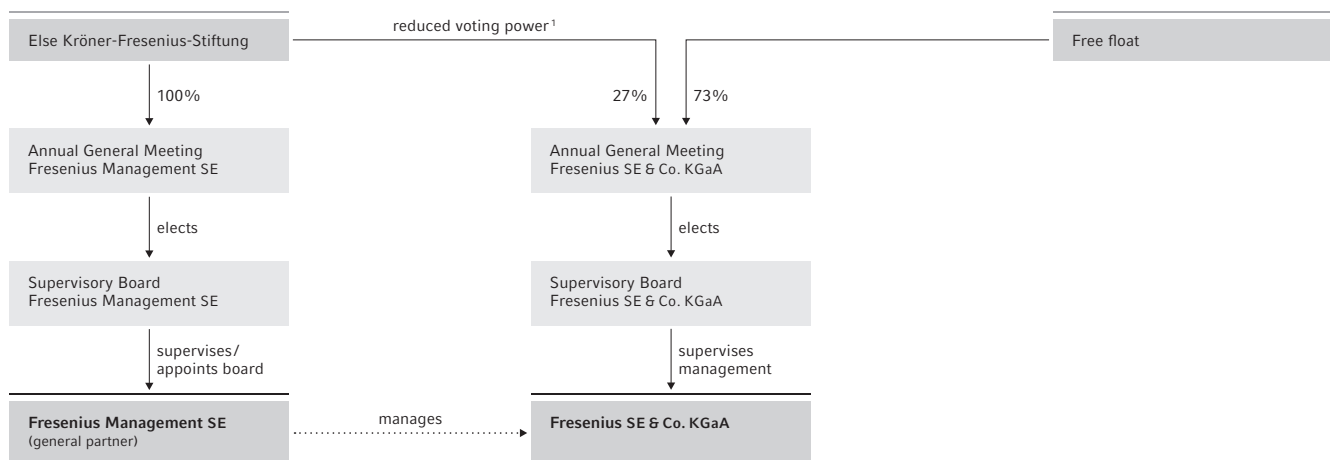 reduced voting power¹
Else Kröner-Fresenius-Stiftung
Free float
100%
27%
73%
Annual General Meeting
Fresenius Management SE
Annual General Meeting
Fresenius SE & Co. KGaA
elects
elects
Supervisory Board
Fresenius Management SE
Supervisory Board
Fresenius SE & Co. KGaA
supervises/
appoints board
supervises
management
Fresenius Management SE
(general partner)
manages
Fresenius SE & Co. KGaA